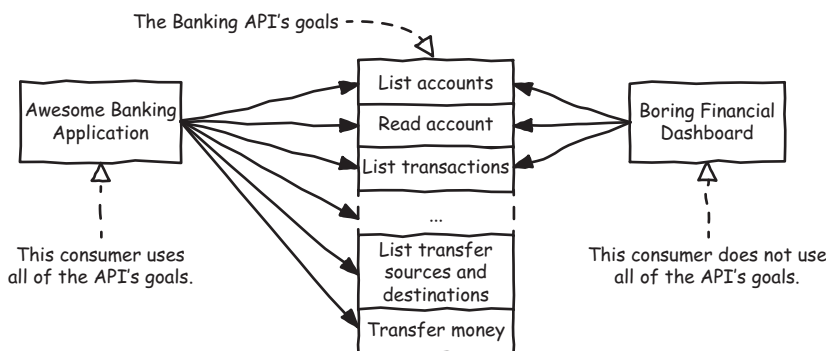 The Banking API's goals
Awesome Banking
Application
List accounts
Read account
List transactions
...
List transfer
sources and
destinations
Transfer money
Boring Financial
Dashboard
This consumer uses
all of the API's goals.
This consumer does not use
all of the API's goals.